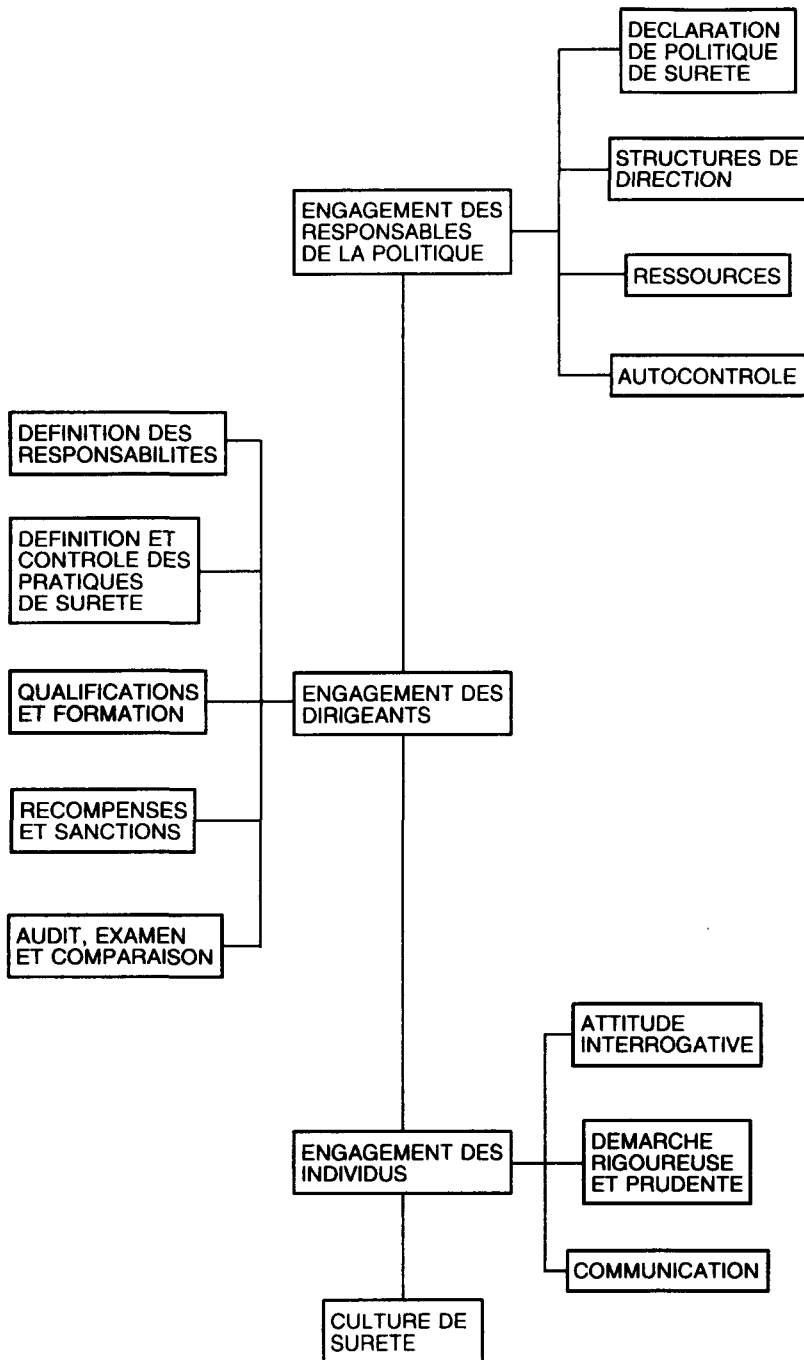 DECLARATION
DE POLITIQUE
DE SURETE
STRUCTURES DE
DIRECTION
ENGAGEMENT DES
RESPONSABLES
DE LA POLITIQUE
RESSOURCES
AUTOCONTROLE
DEFINITION DES
RESPONSABILITES
DEFINITION ET
CONTROLE DES
PRATIQUES
DE SURETE
QUALIFICATIONS
ET FORMATION
ENGAGEMENT DES
DIRIGEANTS
RECOMPENSES
ET SANCTIONS
AUDIT, EXAMEN
ET COMPARAISON
ATTITUDE
INTERROGATIVE
ENGAGEMENT DES
INDIVIDUS
DEMARCHE
RIGOUREUSE
ET PRUDENTE
COMMUNICATION
CULTURE DE
SURETE